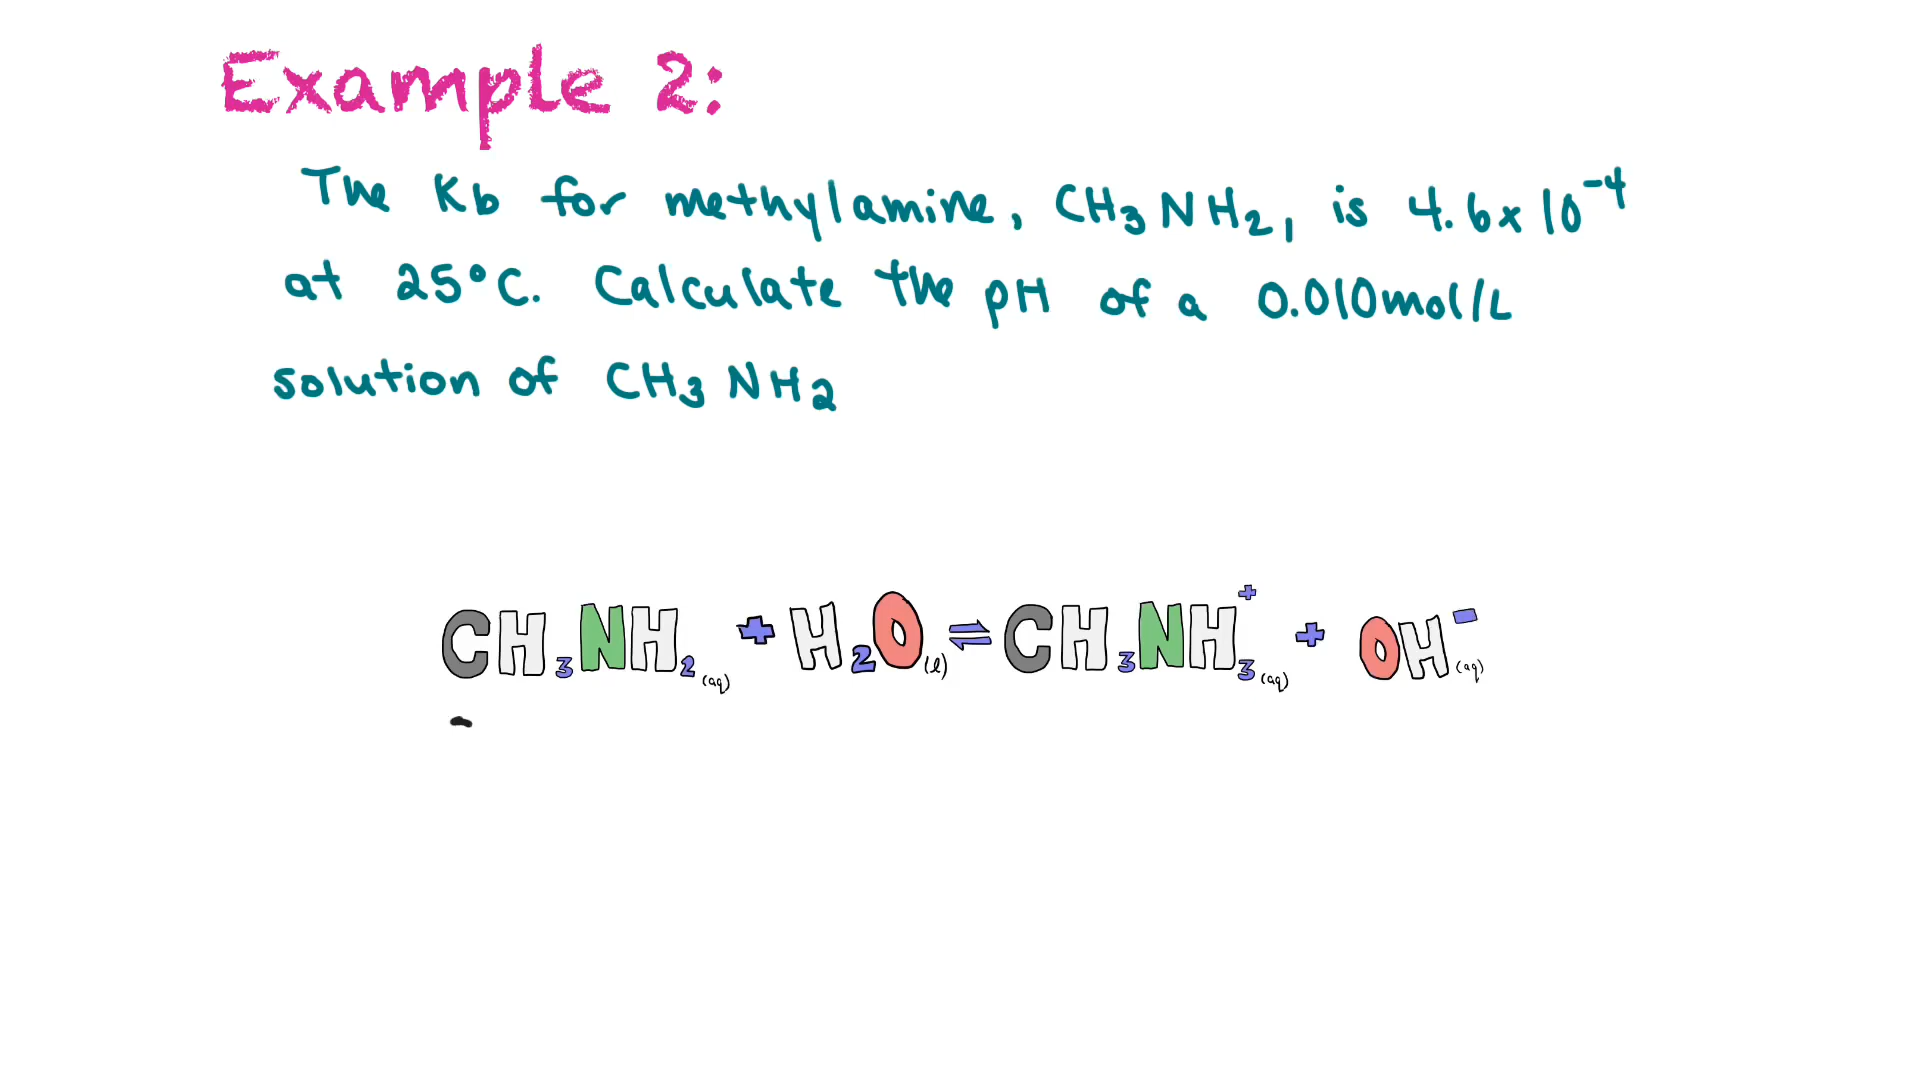 Example 2:
The Kb for methylamine, CH₃NH₂, is 4.6x10⁻⁴
at 25°C. Calculate the pH of a 0.010mol/L
solution of CH₃NH₂
CH₃NH₂(aq) + H₂O(l) ⇌ CH₃NH₃⁺(aq) + OH⁻(aq)